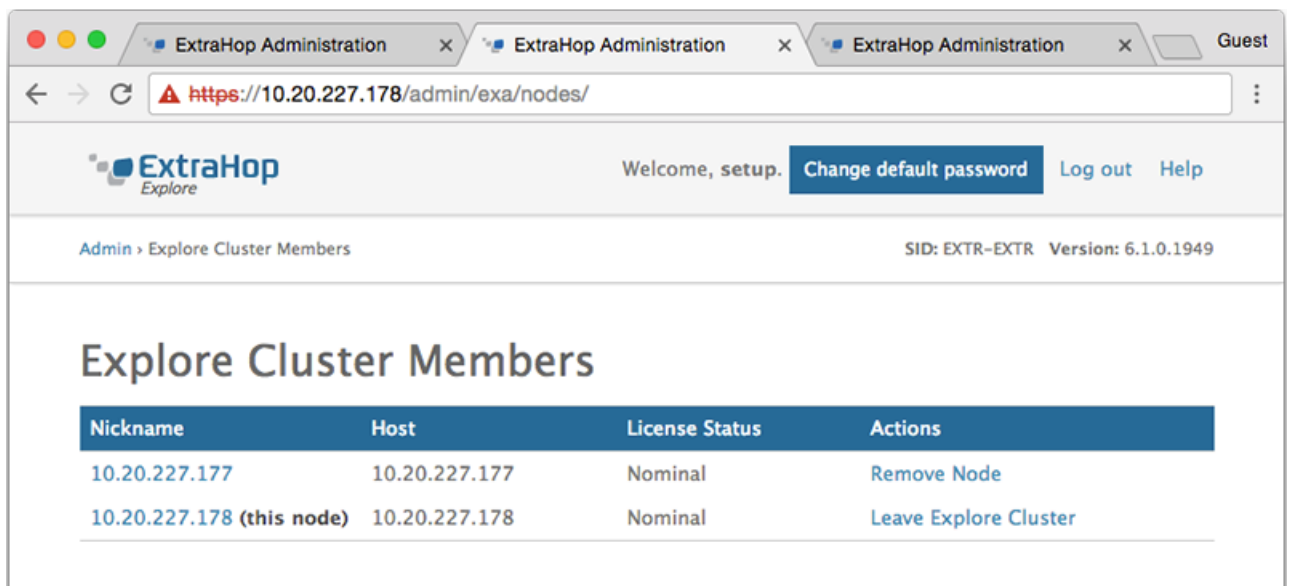 ExtraHop Administration × ExtraHop Administration × ExtraHop Administration × Guest
https://10.20.227.178/admin/exa/nodes/
ExtraHop
Explore
Welcome, setup. Change default password Log out Help
Admin › Explore Cluster Members SID: EXTR-EXTR Version: 6.1.0.1949
Explore Cluster Members
Nickname Host License Status Actions
10.20.227.177 10.20.227.177 Nominal Remove Node
10.20.227.178 (this node) 10.20.227.178 Nominal Leave Explore Cluster